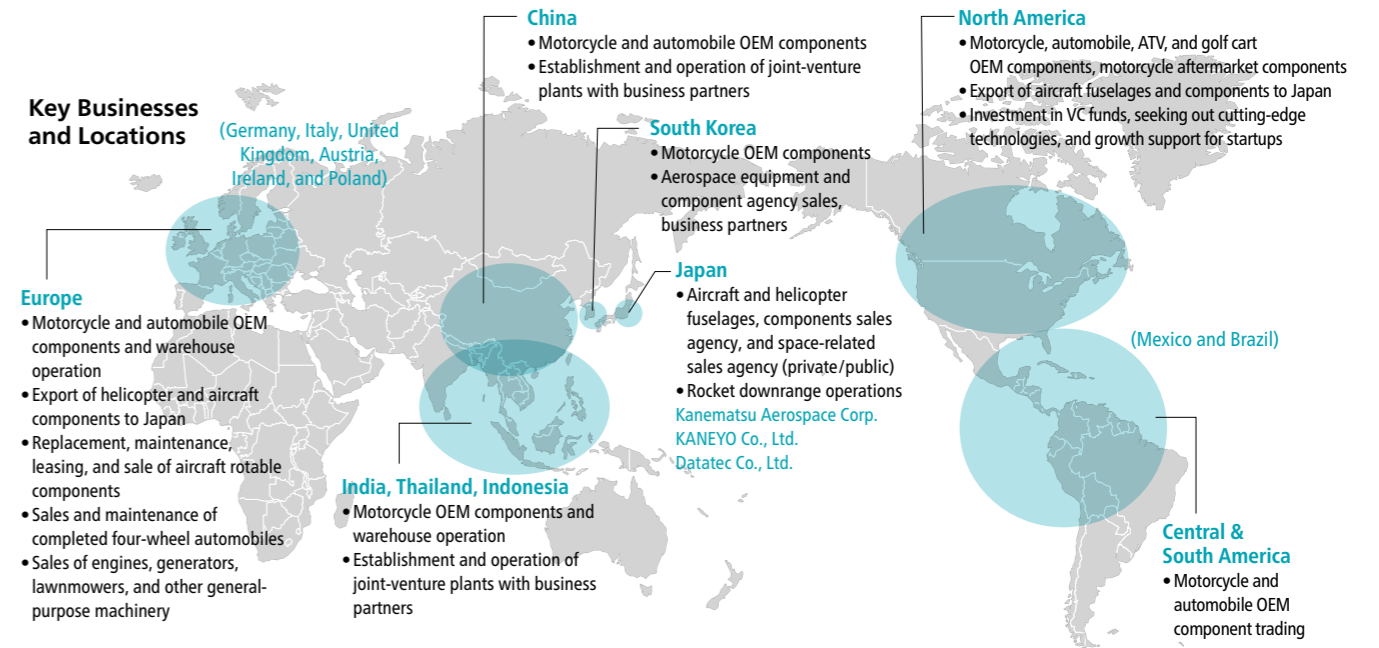 Key Businesses
and Locations
(Germany, Italy, United
Kingdom, Austria,
Ireland, and Poland)
Europe
• Motorcycle and automobile OEM
components and warehouse
operation
• Export of helicopter and aircraft
components to Japan
• Replacement, maintenance,
leasing, and sale of aircraft rotable
components
• Sales and maintenance of
completed four-wheel automobiles
• Sales of engines, generators,
lawnmowers, and other general-
purpose machinery
China
• Motorcycle and automobile OEM components
• Establishment and operation of joint-venture
plants with business partners
South Korea
• Motorcycle OEM components
• Aerospace equipment and
component agency sales,
business partners
Japan
• Aircraft and helicopter
fuselages, components sales
agency, and space-related
sales agency (private/public)
• Rocket downrange operations
Kanematsu Aerospace Corp.
KANEYO Co., Ltd.
Datatec Co., Ltd.
India, Thailand, Indonesia
• Motorcycle OEM components and
warehouse operation
• Establishment and operation of
joint-venture plants with business
partners
North America
• Motorcycle, automobile, ATV, and golf cart
OEM components, motorcycle aftermarket components
• Export of aircraft fuselages and components to Japan
• Investment in VC funds, seeking out cutting-edge
technologies, and growth support for startups
(Mexico and Brazil)
Central &
South America
• Motorcycle and
automobile OEM
component trading